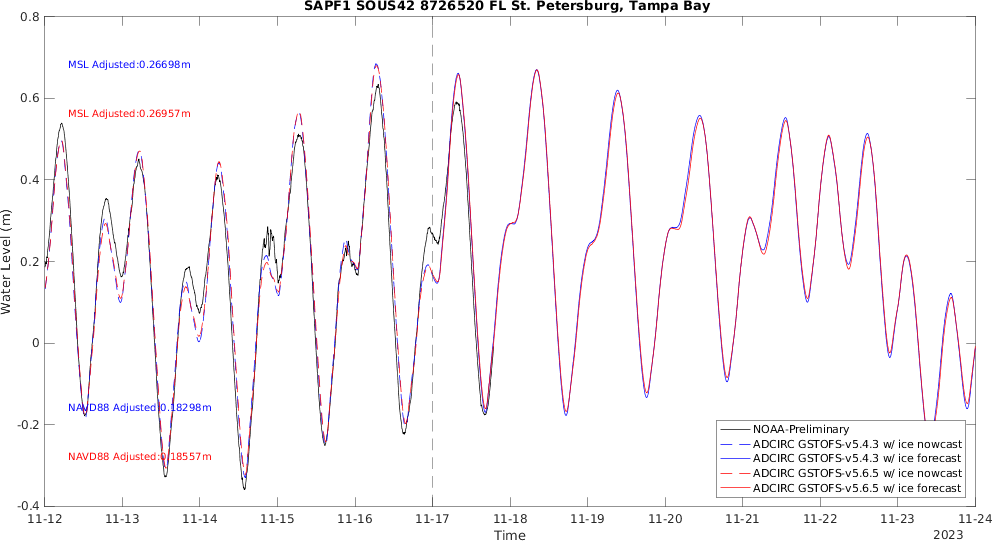 SAPF1 SOUS42 8726520 FL St. Petersburg, Tampa Bay
0.8
0.6
0.4
0.2
0
-0.2
-0.4
Water Level (m)
MSL Adjusted:0.26698m
MSL Adjusted:0.26957m
NAVD88 Adjusted:0.18298m
NAVD88 Adjusted:0.18557m
NOAA-Preliminary
ADCIRC GSTOFS-v5.4.3 w/ ice nowcast
ADCIRC GSTOFS-v5.4.3 w/ ice forecast
ADCIRC GSTOFS-v5.6.5 w/ ice nowcast
ADCIRC GSTOFS-v5.6.5 w/ ice forecast
11-12 11-13 11-14 11-15 11-16 11-17 11-18 11-19 11-20 11-21 11-22 11-23 11-24
Time
2023